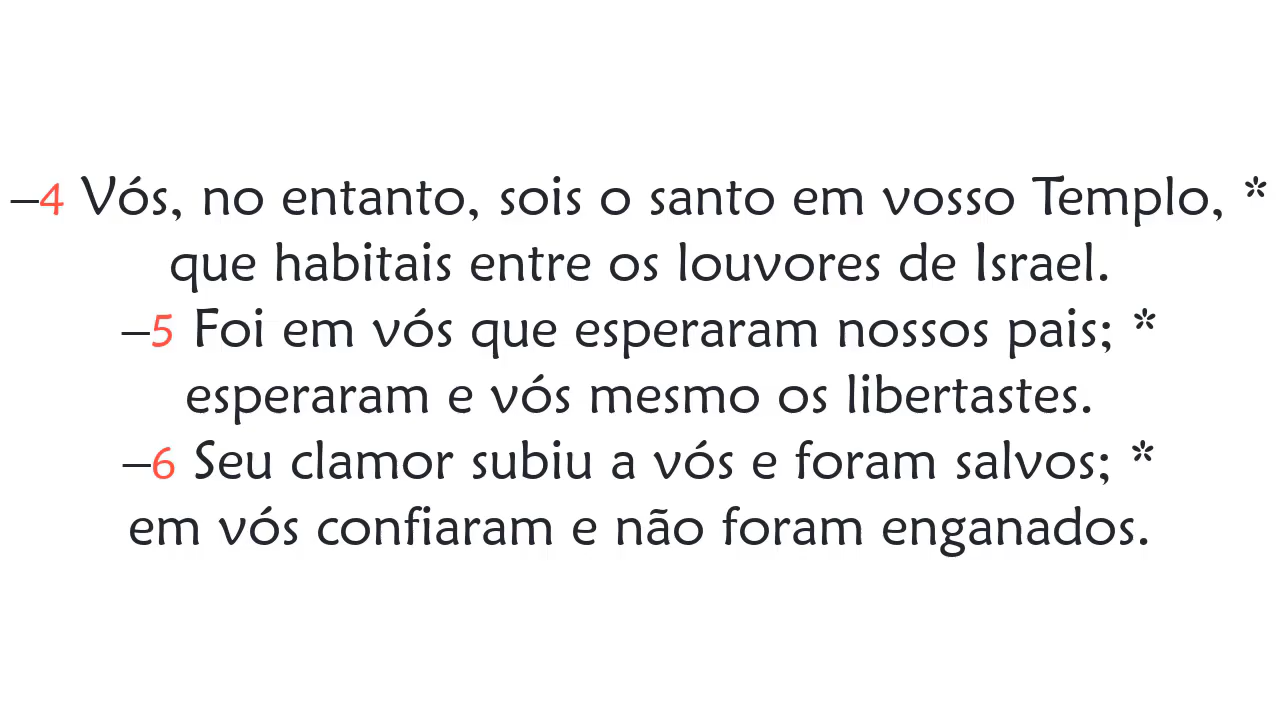 –4 Vós, no entanto, sois o santo em vosso Templo, *
que habitais entre os louvores de Israel.
–5 Foi em vós que esperaram nossos pais; *
esperaram e vós mesmo os libertastes.
–6 Seu clamor subiu a vós e foram salvos; *
em vós confiaram e não foram enganados.